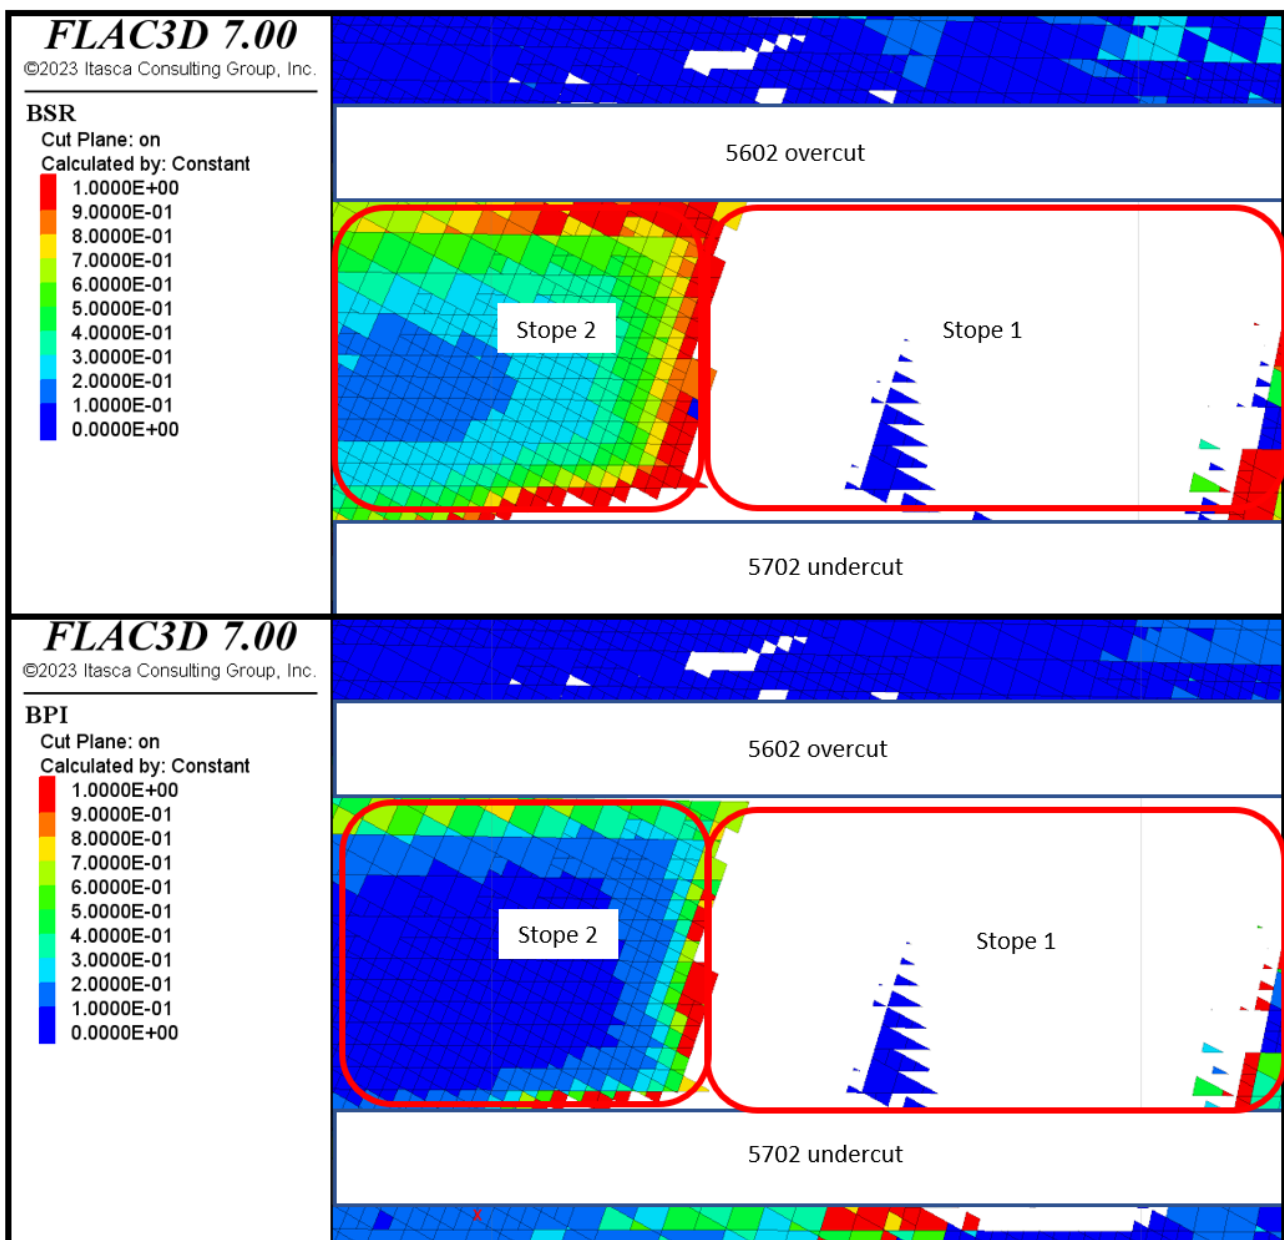 FLAC3D 7.00
©2023 Itasca Consulting Group, Inc.
BSR
Cut Plane: on
Calculated by: Constant
1.0000E+00
9.0000E-01
8.0000E-01
7.0000E-01
6.0000E-01
5.0000E-01
4.0000E-01
3.0000E-01
2.0000E-01
1.0000E-01
0.0000E+00
5602 overcut
Stope 2
Stope 1
5702 undercut
FLAC3D 7.00
©2023 Itasca Consulting Group, Inc.
BPI
Cut Plane: on
Calculated by: Constant
1.0000E+00
9.0000E-01
8.0000E-01
7.0000E-01
6.0000E-01
5.0000E-01
4.0000E-01
3.0000E-01
2.0000E-01
1.0000E-01
0.0000E+00
5602 overcut
Stope 2
Stope 1
5702 undercut
X